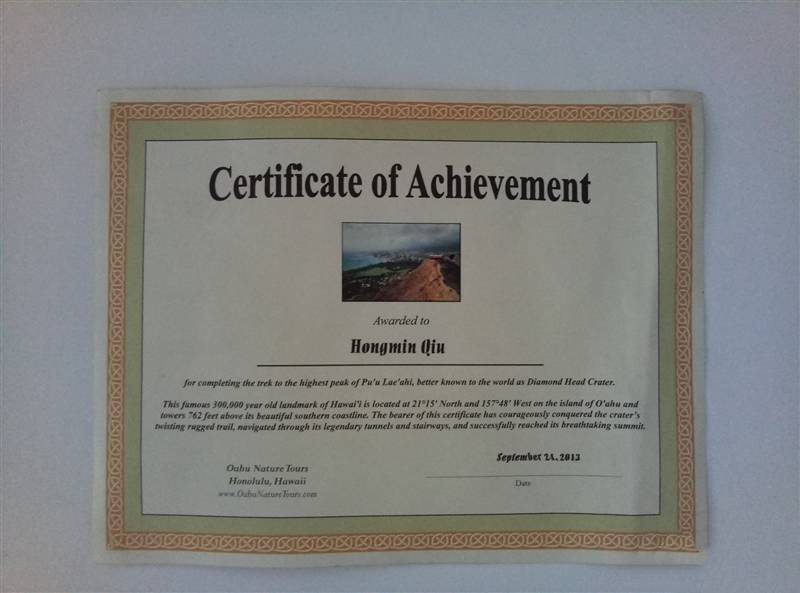 Certificate of Achievement
Awarded to
Hongmin Qiu
for completing the trek to the highest peak of Pu'u Lae'ahi, better known to the world as Diamond Head Crater.
This famous 300,000 year old landmark of Hawai'i is located at 21°15' North and 157°48' West on the island of O'ahu and
towers 762 feet above its beautiful southern coastline. The bearer of this certificate has courageously conquered the crater's
twisting rugged trail, navigated through its legendary tunnels and stairways, and successfully reached its breathtaking summit.
September 21, 2013
Oahu Nature Tours
Honolulu, Hawaii
Date
www.OahuNatureTours.com